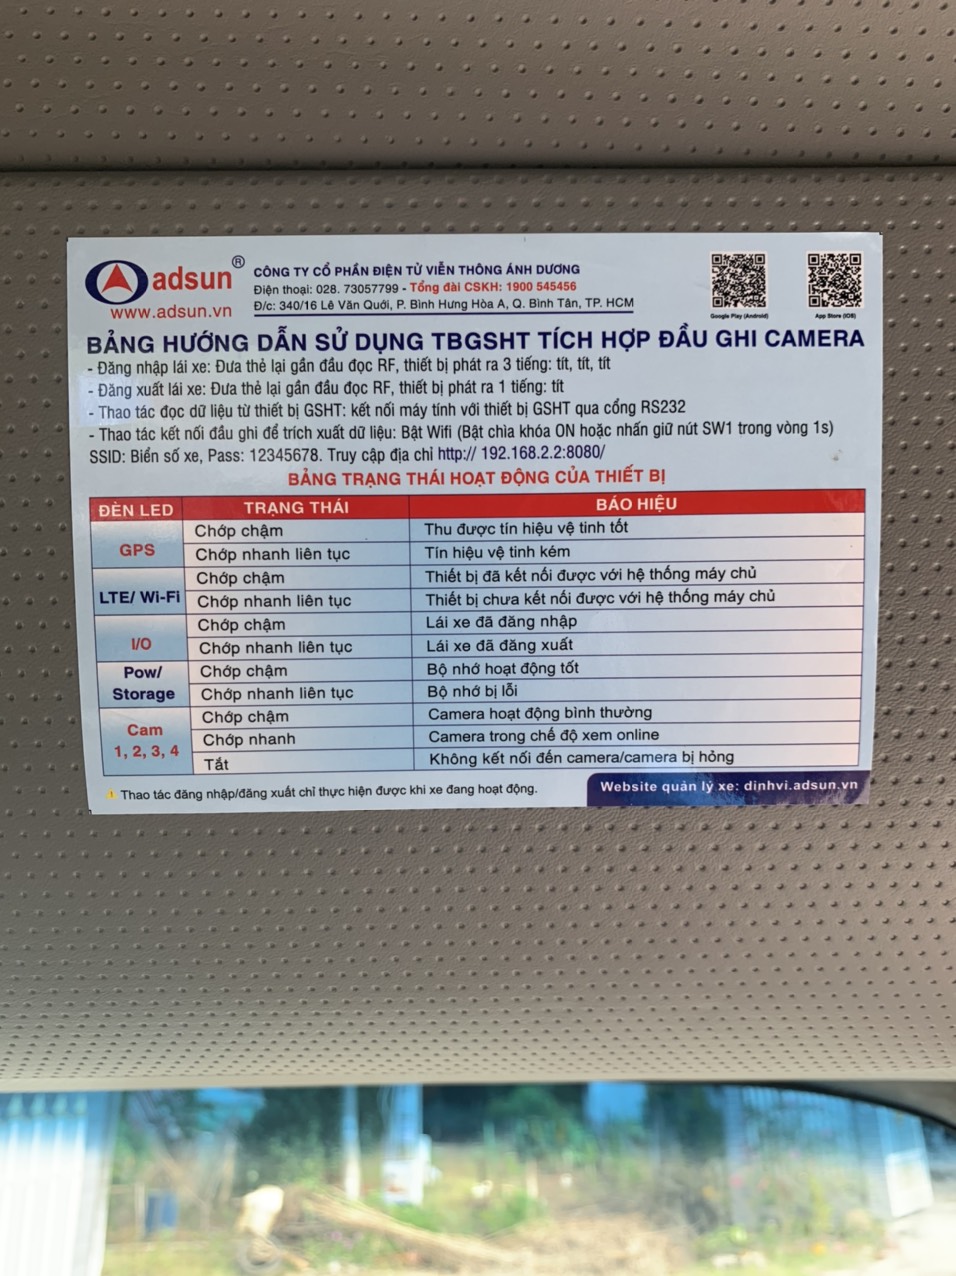 adsun®
www.adsun.vn
CÔNG TY CỔ PHẦN ĐIỆN TỬ VIỄN THÔNG ÁNH DƯƠNG
Điện thoại: 028. 73057799 - Tổng đài CSKH: 1900 545456
Đ/c: 340/16 Lê Văn Quới, P. Bình Hưng Hòa A, Q. Bình Tân, TP. HCM
Google Play (Android)
App Store (iOS)
BẢNG HƯỚNG DẪN SỬ DỤNG TBGSHT TÍCH HỢP ĐẦU GHI CAMERA
- Đăng nhập lái xe: Đưa thẻ lại gần đầu đọc RF, thiết bị phát ra 3 tiếng: tít, tít, tít
- Đăng xuất lái xe: Đưa thẻ lại gần đầu đọc RF, thiết bị phát ra 1 tiếng: tít
- Thao tác đọc dữ liệu từ thiết bị GSHT: kết nối máy tính với thiết bị GSHT qua cổng RS232
- Thao tác kết nối đầu ghi để trích xuất dữ liệu: Bật Wifi (Bật chìa khóa ON hoặc nhấn giữ nút SW1 trong vòng 1s)
SSID: Biển số xe, Pass: 12345678. Truy cập địa chỉ http:// 192.168.2.2:8080/
BẢNG TRẠNG THÁI HOẠT ĐỘNG CỦA THIẾT BỊ
ĐÈN LED TRẠNG THÁI BÁO HIỆU
GPS
Chớp chậm Thu được tín hiệu vệ tinh tốt
Chớp nhanh liên tục Tín hiệu vệ tinh kém
LTE/ Wi-Fi
Chớp chậm Thiết bị đã kết nối được với hệ thống máy chủ
Chớp nhanh liên tục Thiết bị chưa kết nối được với hệ thống máy chủ
I/O
Chớp chậm Lái xe đã đăng nhập
Chớp nhanh liên tục Lái xe đã đăng xuất
Pow/
Storage
Chớp chậm Bộ nhớ hoạt động tốt
Chớp nhanh liên tục Bộ nhớ bị lỗi
Cam
1, 2, 3, 4
Chớp chậm Camera hoạt động bình thường
Chớp nhanh Camera trong chế độ xem online
Tắt Không kết nối đến camera/camera bị hỏng
Thao tác đăng nhập/đăng xuất chỉ thực hiện được khi xe đang hoạt động.
Website quản lý xe: dinhvi.adsun.vn